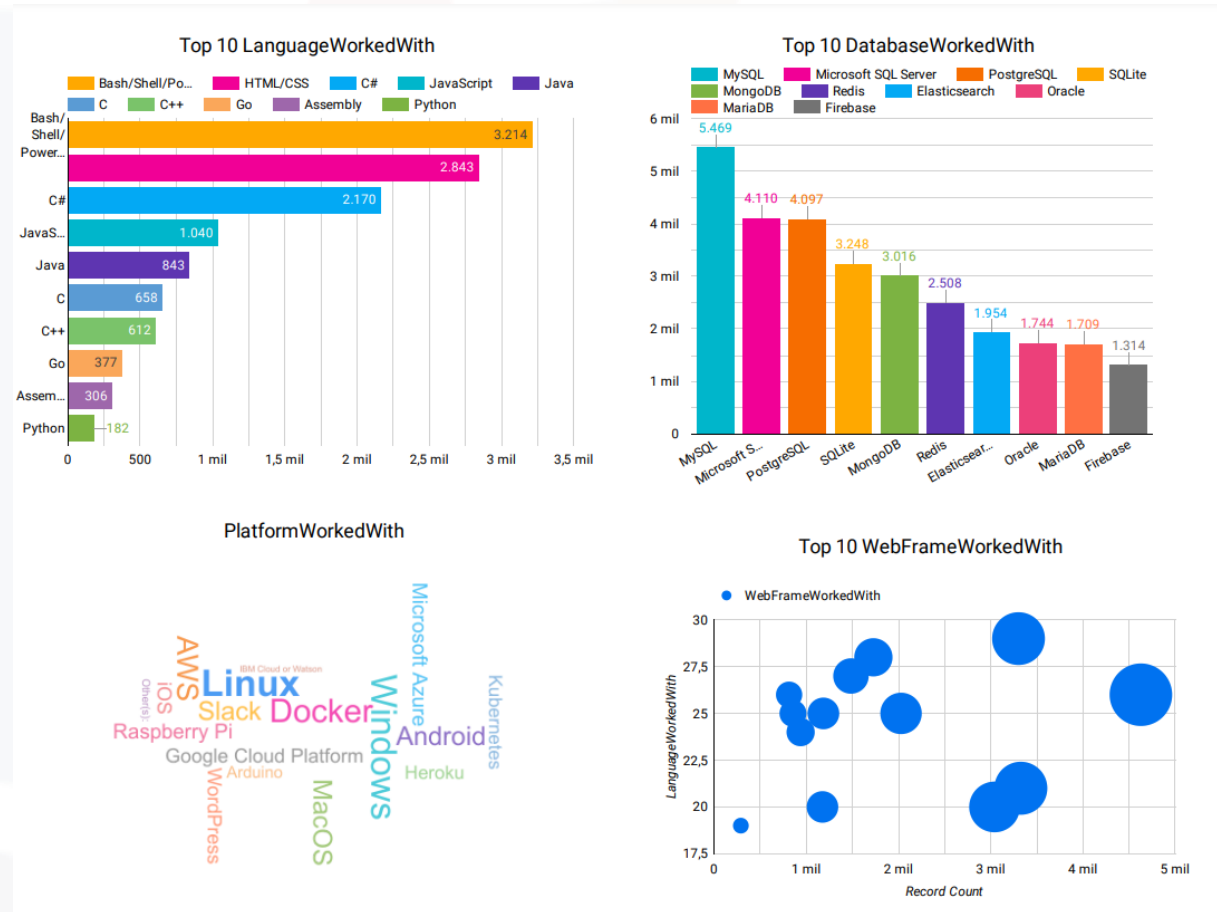 Top 10 LanguageWorkedWith
Bash/Shell/Po... HTML/CSS C# JavaScript Java
C C++ Go Assembly Python
Bash/
Shell/
Power...
3.214
2.843
C# 2.170
JavaS... 1.040
Java 843
C 658
C++ 612
Go 377
Assem... 306
Python 182
0 500 1 mil 1,5 mil 2 mil 2,5 mil 3 mil 3,5 mil
Top 10 DatabaseWorkedWith
MySQL Microsoft SQL Server PostgreSQL SQLite
MongoDB Redis Elasticsearch Oracle
MariaDB Firebase
6 mil
5 mil
4 mil
3 mil
2 mil
1 mil
0
5.469
4.110
4.097
3.248
3.016
2.508
1.954
1.744
1.709
1.314
MySQL
Microsoft S...
PostgreSQL
SQLite
MongoDB
Redis
Elasticsear...
Oracle
MariaDB
Firebase
PlatformWorkedWith
Microsoft Azure
AWS
IBM Cloud or Watson
Linux
Other(s):
iOS
Slack
Docker
Windows
Kubernetes
Raspberry Pi
Android
Google Cloud Platform
Arduino
Heroku
WordPress
MacOS
Top 10 WebFrameWorkedWith
WebFrameWorkedWith
LanguageWorkedWith
30
27,5
25
22,5
20
17,5
0 1 mil 2 mil 3 mil 4 mil 5 mil
Record Count